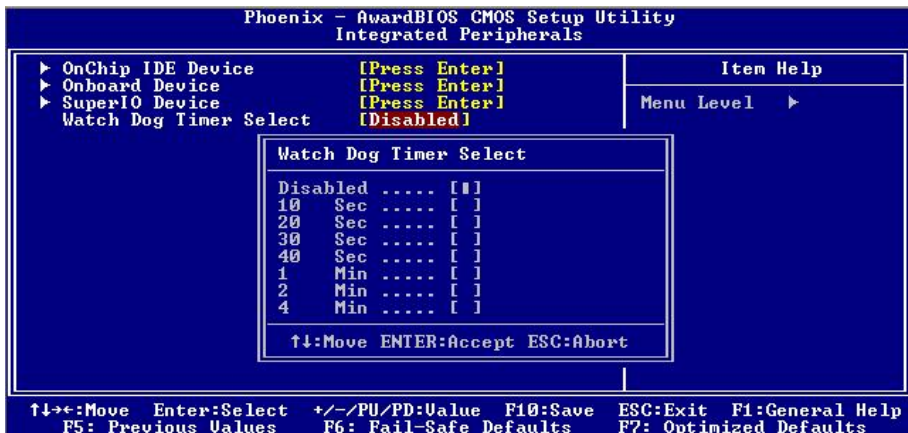 Phoenix - AwardBIOS CMOS Setup Utility
Integrated Peripherals
▶ OnChip IDE Device [Press Enter]
▶ Onboard Device [Press Enter]
▶ SuperIO Device [Press Enter]
Watch Dog Timer Select [Disabled]
Item Help
Menu Level ▶
Watch Dog Timer Select
Disabled ..... [▮]
10 Sec ..... [ ]
20 Sec ..... [ ]
30 Sec ..... [ ]
40 Sec ..... [ ]
1 Min ..... [ ]
2 Min ..... [ ]
4 Min ..... [ ]
↑↓:Move ENTER:Accept ESC:Abort
↑↓→←:Move Enter:Select +/-/PU/PD:Value F10:Save ESC:Exit F1:General Help
F5: Previous Values F6: Fail-Safe Defaults F7: Optimized Defaults